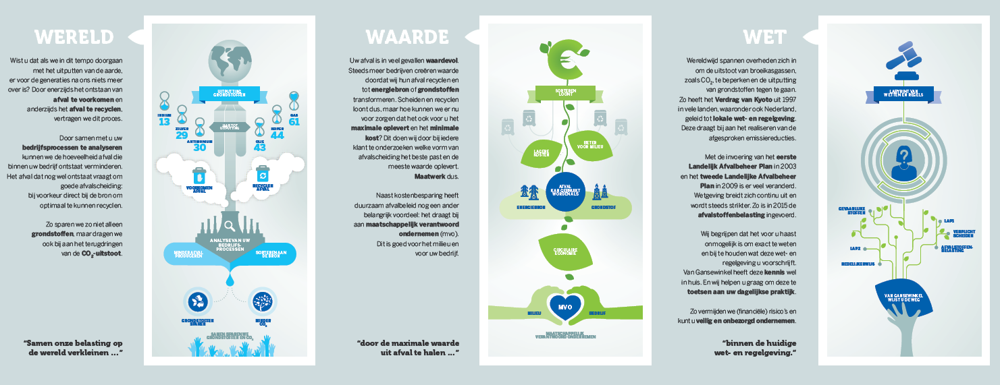 WERELD
Wist u dat als we in dit tempo doorgaan
met het uitputten van de aarde,
er voor de generaties na ons niets meer
over is? Door enerzijds het ontstaan van
afval te voorkomen en
anderzijds het afval te recyclen,
vertragen we dit proces.
Door samen met u uw
bedrijfsprocessen te analyseren
kunnen we de hoeveelheid afval die
binnen uw bedrijf ontstaat verminderen.
Het afval dat nog wel ontstaat vraagt om
goede afvalscheiding:
bij voorkeur direct bij de bron om
optimaal te kunnen recyclen.
Zo sparen we zo niet alleen
grondstoffen, maar dragen we
ook bij aan het terugdringen
van de CO2-uitstoot.
“Samen onze belasting op
de wereld verkleinen ...”
UITPUTTING
GRONDSTOFFEN
JAAR TOT
UITPUTTING
INDIUM
13
ZILVER
29
ANTIMONIUM
30
OLIE
43
KOPER
44
GAS
61
VOORKOMEN
AFVAL
RECYCLEN
AFVAL
ANALYSE VAN UW
BEDRIJFS-
PROCESSEN
MINDER AFVAL
PRODUCEREN
SORTEREN AAN
DE BRON
GRONDSTOFFEN
SPAREN
MINDER
CO2
SAMEN SPAREN WE
GRONDSTOFFEN EN CO2
WAARDE
Uw afval is in veel gevallen waardevol.
Steeds meer bedrijven creëren waarde
doordat wij hun afval recyclen en
tot energiebron of grondstoffen
transformeren. Scheiden en recyclen
loont dus, maar hoe kunnen we er nu
voor zorgen dat het ook voor u het
maximale oplevert en het minimale
kost? Dit doen wij door bij iedere
klant te onderzoeken welke vorm van
afvalscheiding het beste past en de
meeste waarde oplevert.
Maatwerk dus.
Naast kostenbesparing heeft
duurzaam afvalbeleid nog een ander
belangrijk voordeel: het draagt bij
aan maatschappelijk verantwoord
ondernemen (mvo).
Dit is goed voor het milieu en
voor uw bedrijf.
“door de maximale waarde
uit afval te halen ...”
SORTEREN
LOONT
LAGERE
KOSTEN
BETER
VOOR MILIEU
AFVAL
KAN GEBRUIKT
WORDEN ALS
ENERGIEBRON
GRONDSTOF
CIRCULAIRE
ECONOMIE
MILIEU
MVO
BEDRIJF
MAATSCHAPPELIJK
VERANTWOORD ONDERNEMEN
WET
Wereldwijd spannen overheden zich in
om de uitstoot van broeikasgassen,
zoals CO2, te beperken en de uitputting
van grondstoffen tegen te gaan.
Zo heeft het Verdrag van Kyoto uit 1997
in vele landen, waaronder ook Nederland,
geleid tot lokale wet- en regelgeving.
Deze draagt bij aan het realiseren van de
afgesproken emissiereducties.
Met de invoering van het eerste
Landelijk Afvalbeheer Plan in 2003
en het tweede Landelijke Afvalbeheer
Plan in 2009 is er veel veranderd.
Wetgeving breidt zich continu uit en
wordt steeds strikter. Zo is in 2015 de
afvalstoffenbelasting ingevoerd.
Wij begrijpen dat het voor u haast
onmogelijk is om exact te weten
en bij te houden wat deze wet- en
regelgeving u voorschrijft.
Van Gansewinkel heeft deze kennis wel
in huis. En wij helpen u graag om deze te
toetsen aan uw dagelijkse praktijk.
Zo vermijden we (financiële) risico’s en
kunt u veilig en onbezorgd ondernemen.
“binnen de huidige
wet- en regelgeving.”
LABYRINT VAN
WETTEN EN REGELS
?
GEVAARLIJKE
STOFFEN
LAP1
VERPLICHT
SCHEIDEN
LAP2
AFVALSTOFFEN-
BELASTING
REDELIJKERWIJS
VAN GANSEWINKEL
WIJST U DE WEG